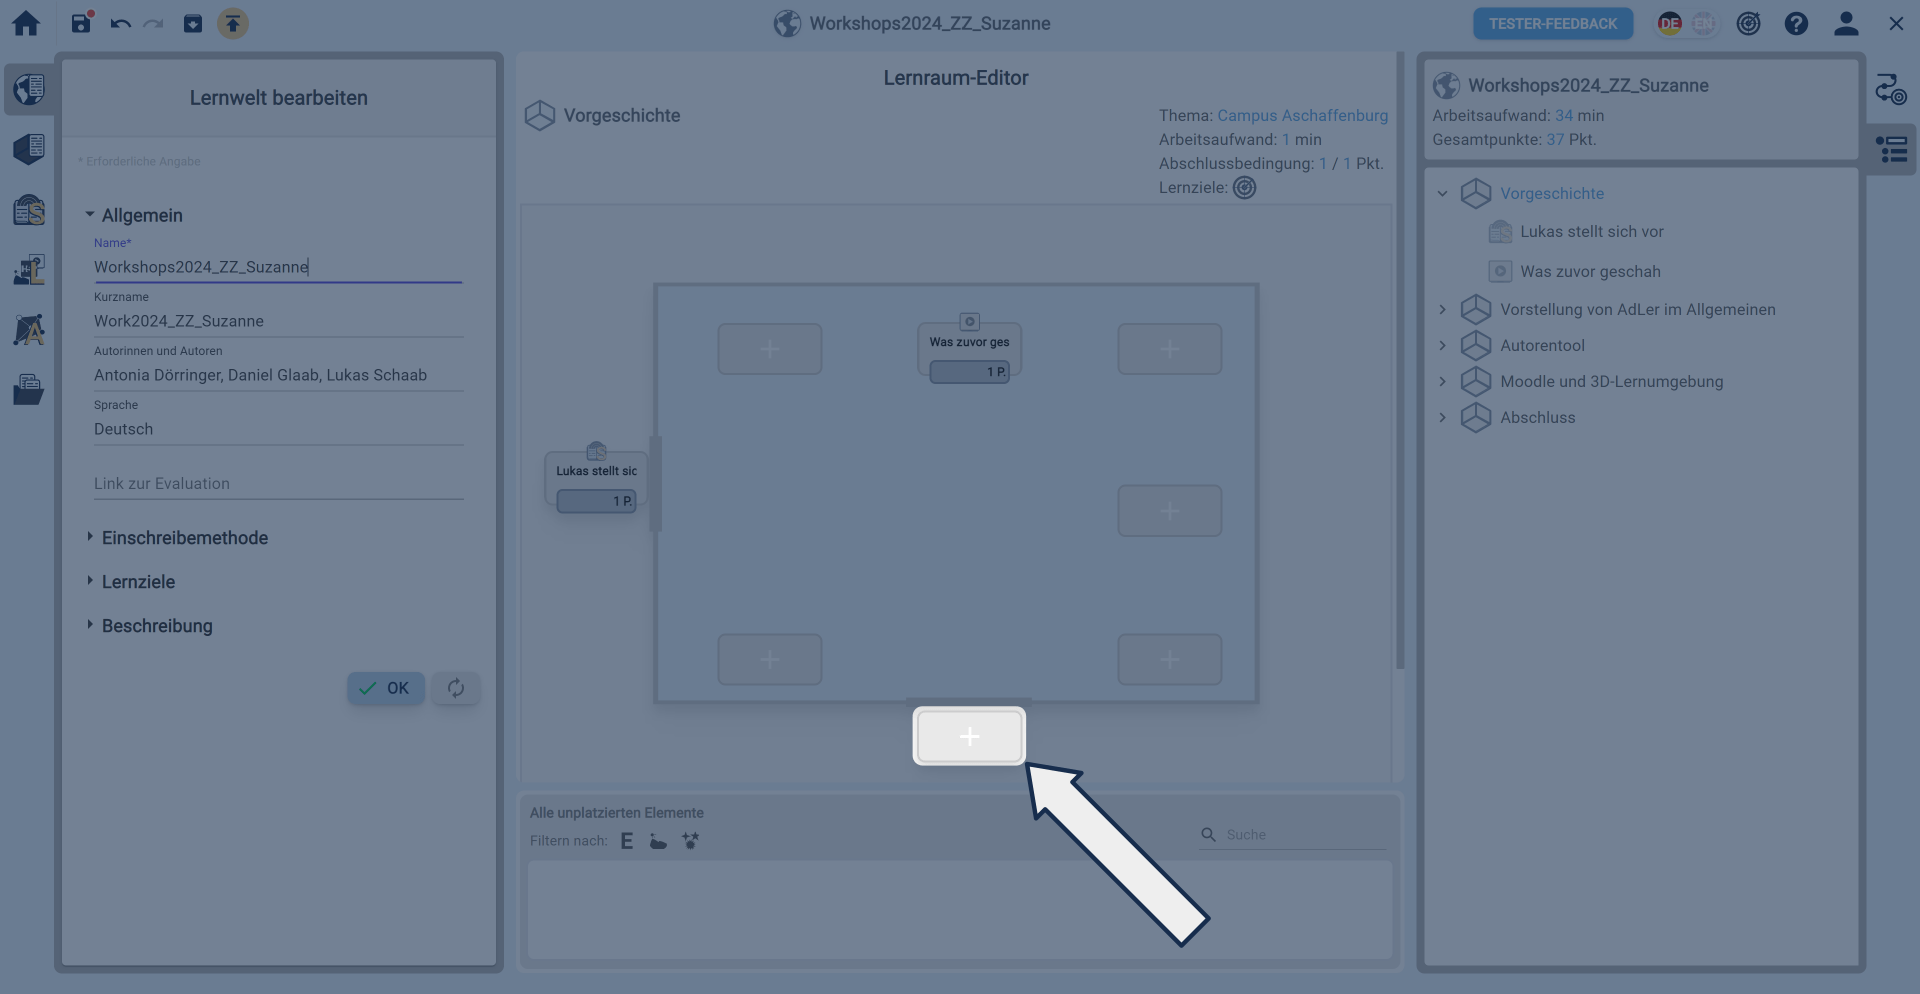 Workshops2024_ZZ_Suzanne
TESTER-FEEDBACK
DE
EN
Lernwelt bearbeiten
* Erforderliche Angabe
Allgemein
Name*
Workshops2024_ZZ_Suzanne
Kurzname
Work2024_ZZ_Suzanne
Autorinnen und Autoren
Antonia Dörringer, Daniel Glaab, Lukas Schaab
Sprache
Deutsch
Link zur Evaluation
Einschreibemethode
Lernziele
Beschreibung
OK
Lernraum-Editor
Vorgeschichte
Thema: Campus Aschaffenburg
Arbeitsaufwand: 1 min
Abschlussbedingung: 1 / 1 Pkt.
Lernziele:
Was zuvor ges
1 P.
Lukas stellt sic
1 P.
Alle unplatzierten Elemente
Filtern nach: E
Suche
Workshops2024_ZZ_Suzanne
Arbeitsaufwand: 34 min
Gesamtpunkte: 37 Pkt.
Vorgeschichte
Lukas stellt sich vor
Was zuvor geschah
Vorstellung von AdLer im Allgemeinen
Autorentool
Moodle und 3D-Lernumgebung
Abschluss